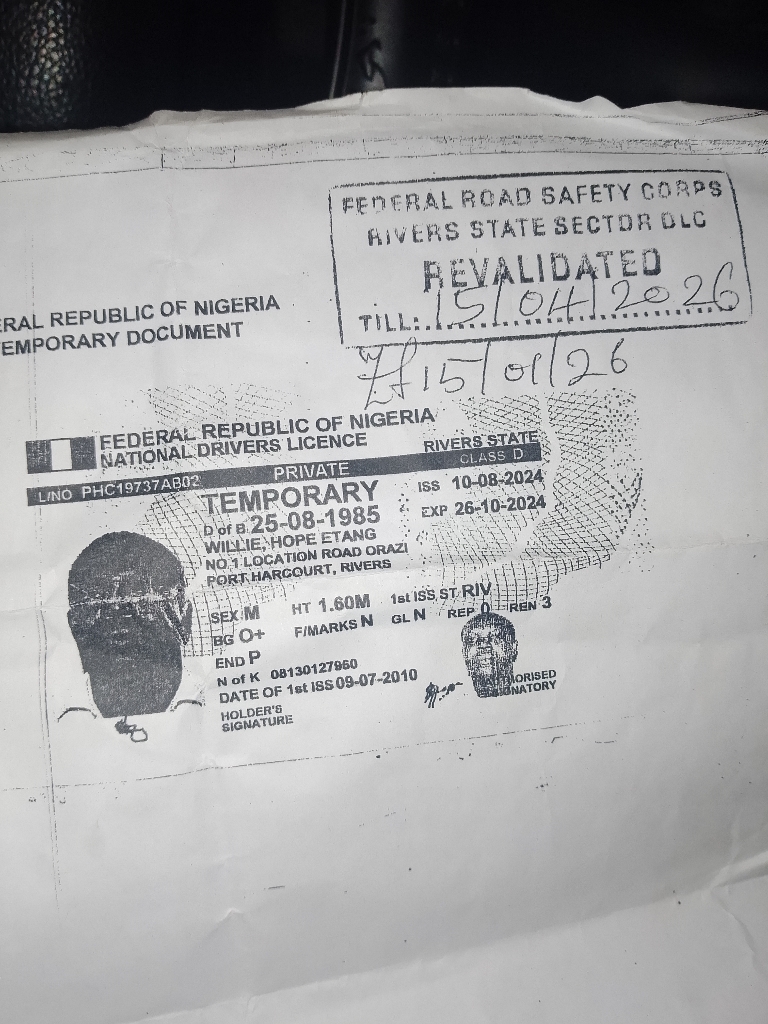 FEDERAL ROAD SAFETY CORPS
RIVERS STATE SECTOR DLC
REVALIDATED
TILL: 15/04/2026
15/01/26
ERAL REPUBLIC OF NIGERIA
EMPORARY DOCUMENT
FEDERAL REPUBLIC OF NIGERIA
NATIONAL DRIVERS LICENCE
RIVERS STATE
PRIVATE
CLASS D
L/NO PHC19737AB02
TEMPORARY
ISS 10-08-2024
D of B 25-08-1985
EXP 26-10-2024
WILLIE, HOPE ETANG
NO 1 LOCATION ROAD ORAZI
PORT HARCOURT, RIVERS
SEX M HT 1.60M 1st ISS ST RIV
BG O+ F/MARKS N GL N REP 0 REN 3
END P
N of K 08130127960
DATE OF 1st ISS 09-07-2010
HOLDER'S
SIGNATURE
ORISED
NATORY